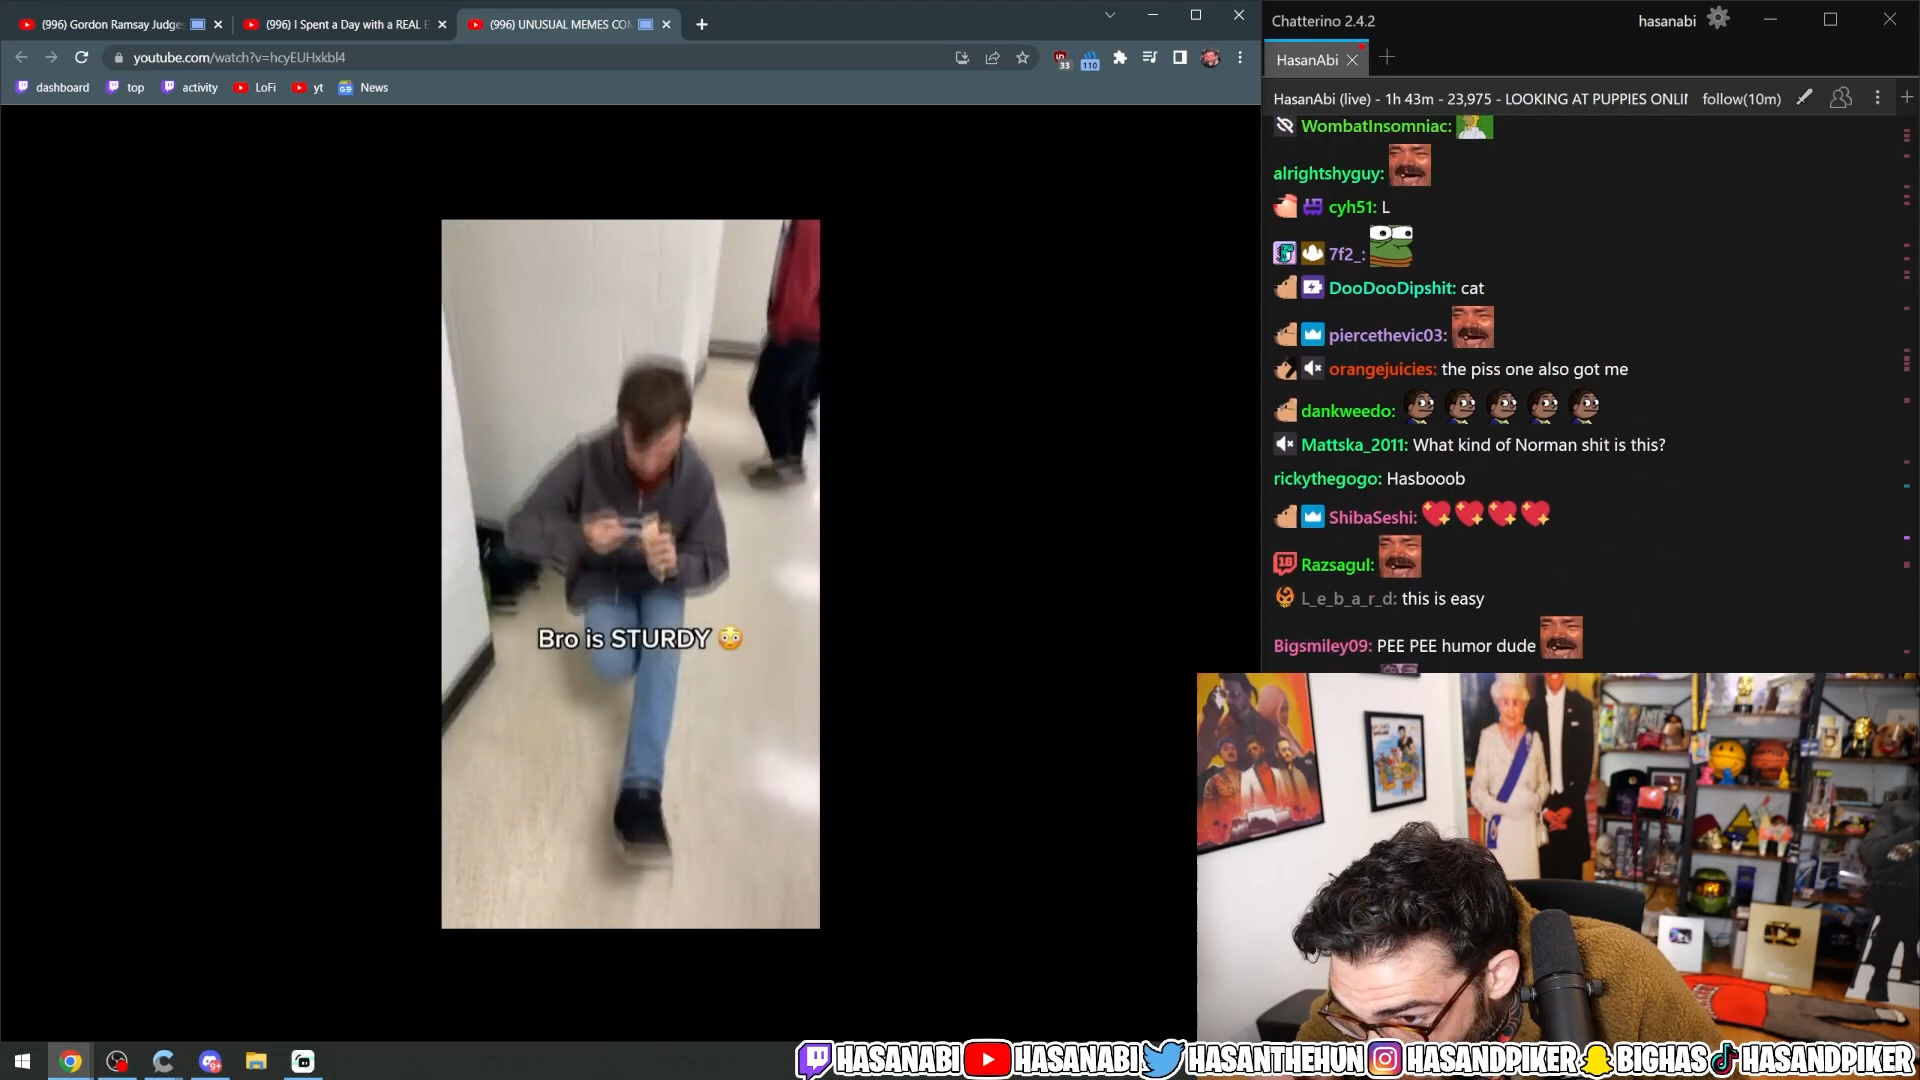 (996) Gordon Ramsay Judge
(996) I Spent a Day with a REAL E
(996) UNUSUAL MEMES CO
youtube.com/watch?v=hcyEUHxkbl4
33
110
dashboard
top
activity
LoFi
yt
News
Bro is STURDY 😳
Chatterino 2.4.2
hasanabi
HasanAbi
HasanAbi (live) - 1h 43m - 23,975 - LOOKING AT PUPPIES ONLI
follow(10m)
WombatInsomniac:
alrightshyguy:
cyh51: L
7f2_:
DooDooDipshit: cat
piercethevic03:
orangejuicies: the piss one also got me
dankweedo:
Mattska_2011: What kind of Norman shit is this?
rickythegogo: Hasbooob
ShibaSeshi: 💖💖💖💖
18 Razsagul:
L_e_b_a_r_d: this is easy
Bigsmiley09: PEE PEE humor dude
HASANABI HASANABI HASANTHEHUN HASANDPIKER BIGHAS HASANDPIKER